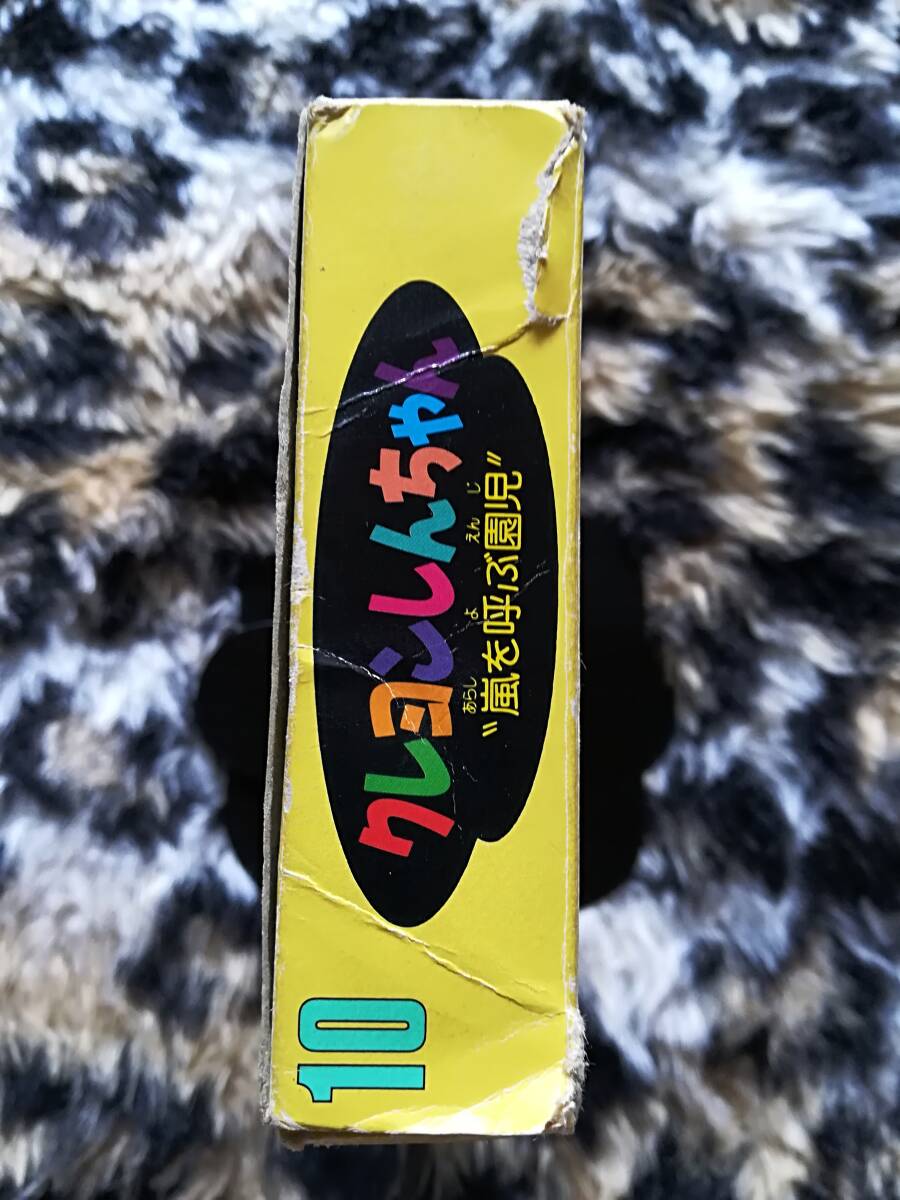 クレヨンしんちゃん
あらし よ えんじ
"嵐を呼ぶ園児"
10